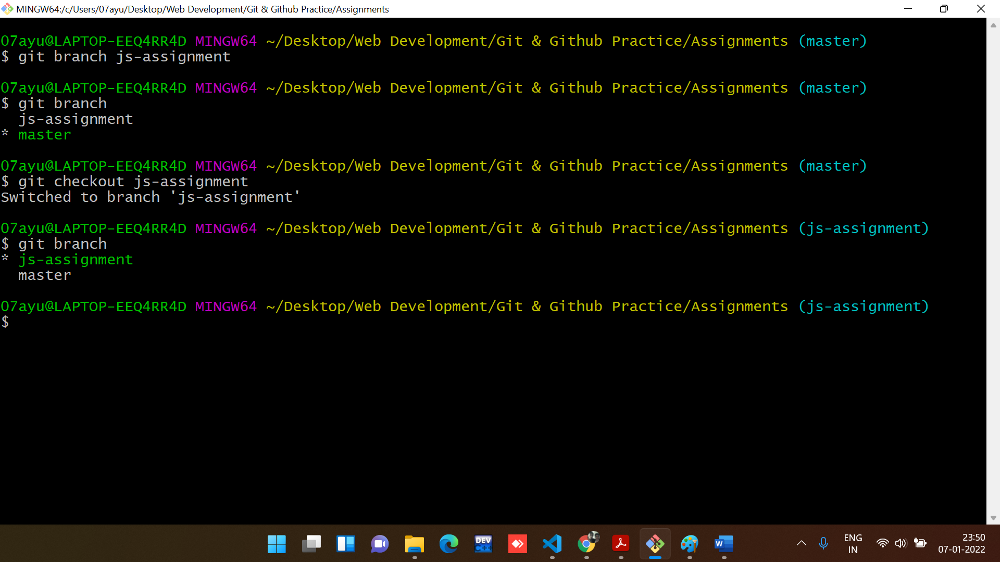 MINGW64:/c/Users/07ayu/Desktop/Web Development/Git & Github Practice/Assignments
07ayu@LAPTOP-EEQ4RR4D MINGW64 ~/Desktop/Web Development/Git & Github Practice/Assignments (master)
$ git branch js-assignment
07ayu@LAPTOP-EEQ4RR4D MINGW64 ~/Desktop/Web Development/Git & Github Practice/Assignments (master)
$ git branch
  js-assignment
* master
07ayu@LAPTOP-EEQ4RR4D MINGW64 ~/Desktop/Web Development/Git & Github Practice/Assignments (master)
$ git checkout js-assignment
Switched to branch 'js-assignment'
07ayu@LAPTOP-EEQ4RR4D MINGW64 ~/Desktop/Web Development/Git & Github Practice/Assignments (js-assignment)
$ git branch
* js-assignment
  master
07ayu@LAPTOP-EEQ4RR4D MINGW64 ~/Desktop/Web Development/Git & Github Practice/Assignments (js-assignment)
$
DEV
C++
W
ENG
IN
23:50
07-01-2022